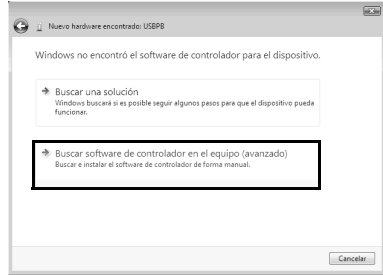 Nuevo hardware encontrado: USBPB
Windows no encontró el software de controlador para el dispositivo.
Buscar una solución
Windows buscará si es posible seguir algunos pasos para que el dispositivo pueda
funcionar.
Buscar software de controlador en el equipo (avanzado)
Busque e instalar el software de controlador de forma manual.
Cancelar